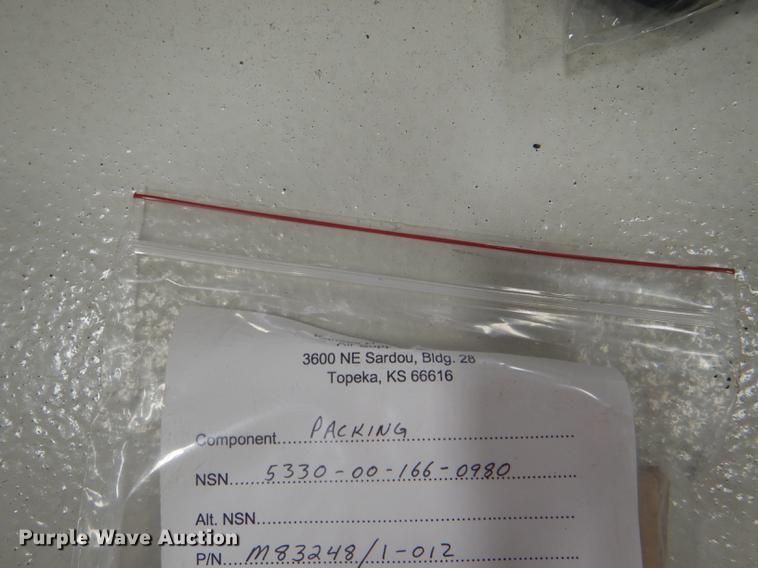 3600 NE Sardou, Bldg. 28
Topeka, KS 66616
Component.... PACKING
NSN.... 5330-00-166-0980
Alt. NSN....
P/N.... M83248/1-012
Purple Wave Auction